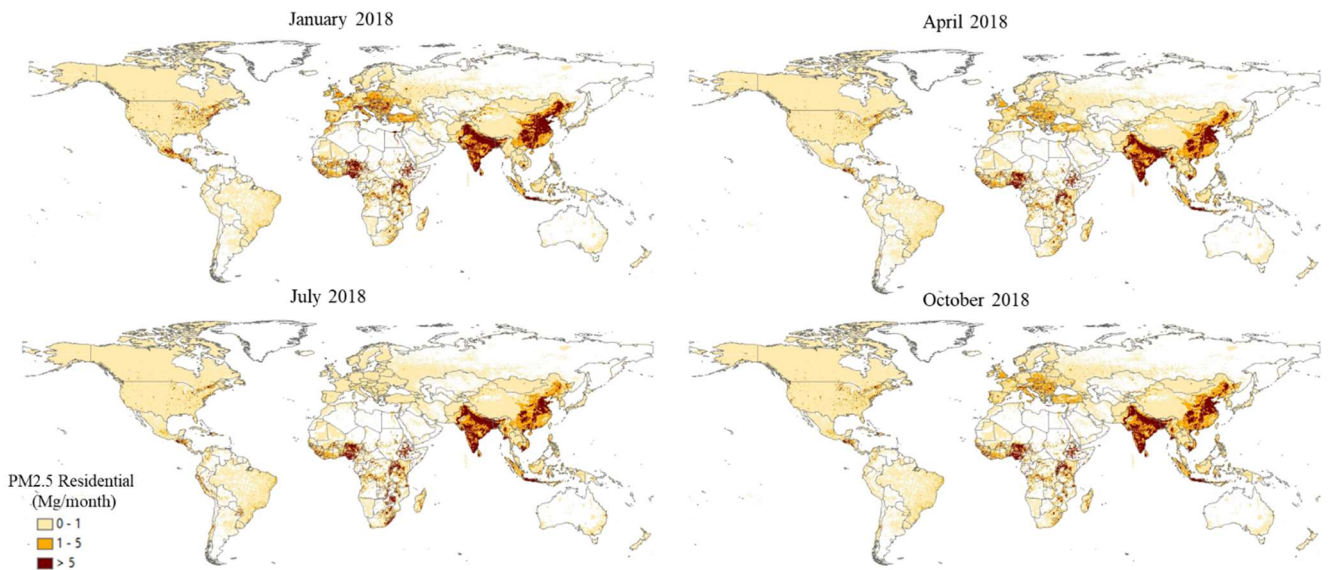 January 2018
April 2018
July 2018
October 2018
PM2.5 Residential
(Mg/month)
0 - 1
1 - 5
> 5